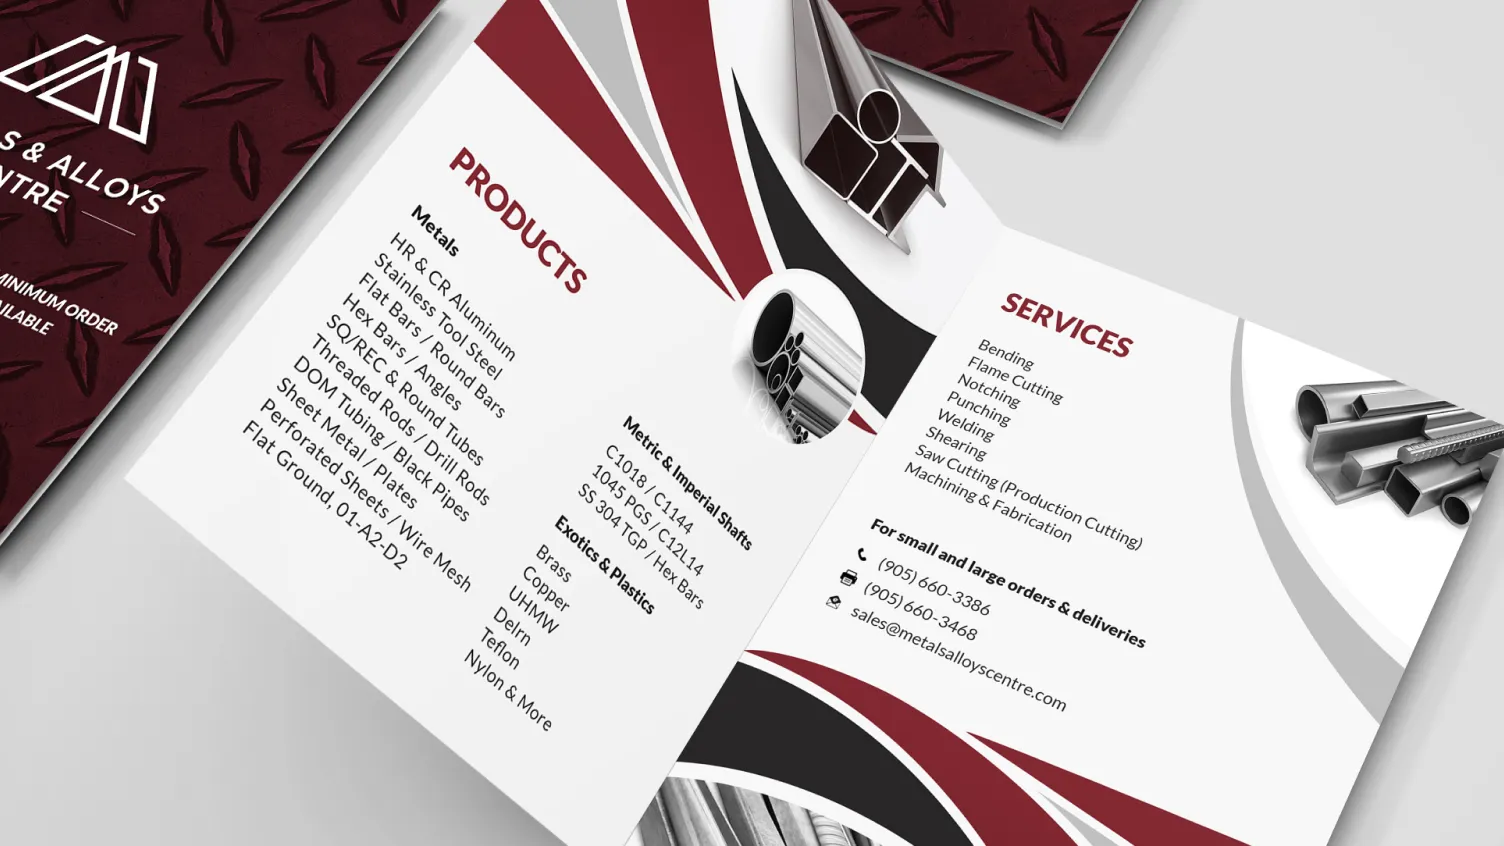 S & ALLOYS
NTRE
MINIMUM ORDER
AILABLE
PRODUCTS
Metals
HR & CR Aluminum
Stainless Tool Steel
Flat Bars / Round Bars
Hex Bars / Angles
SQ/REC & Round Tubes
Threaded Rods / Drill Rods
DOM Tubing / Black Pipes
Sheet Metal / Plates
Perforated Sheets / Wire Mesh
Flat Ground, 01-A2-D2
Metric & Imperial Shafts
C1018 / C1144
1045 PGS / C12L14
SS 304 TGP / Hex Bars
Exotics & Plastics
Brass
Copper
UHMW
Delrn
Teflon
Nylon & More
SERVICES
Bending
Flame Cutting
Notching
Punching
Welding
Shearing
Saw Cutting (Production Cutting)
Machining & Fabrication
For small and large orders & deliveries
(905) 660-3386
(905) 660-3468
sales@metalsalloyscentre.com